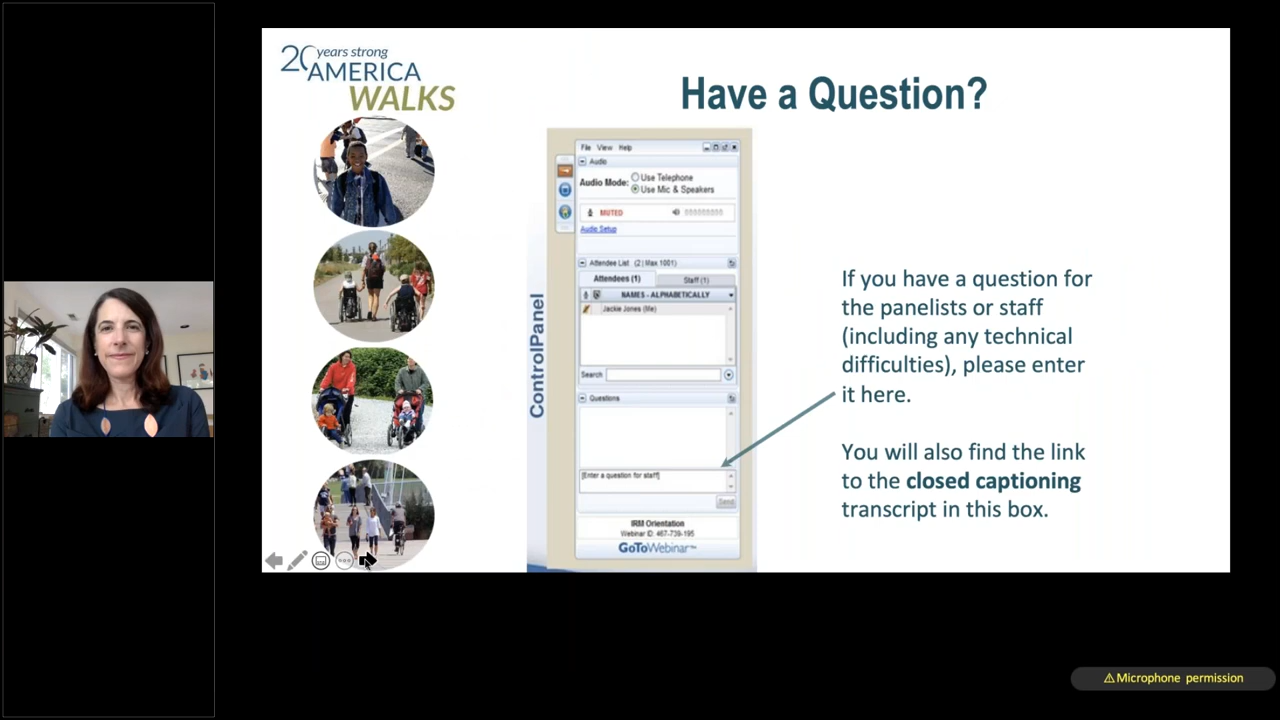 20 years strong
AMERICA
WALKS
Have a Question?
ControlPanel
File View Help
Audio
Audio Mode: Use Telephone
Use Mic & Speakers
MUTED
Audio Setup
Attendee List (2 | Max 1001)
Attendees (1) Staff (1)
NAMES - ALPHABETICALLY
Jackie Jones (Me)
Search
Questions
[Enter a question for staff]
Send
IRM Orientation
Webinar ID: 467-739-195
GoToWebinar™
If you have a question for
the panelists or staff
(including any technical
difficulties), please enter
it here.
You will also find the link
to the closed captioning
transcript in this box.
⚠Microphone permission